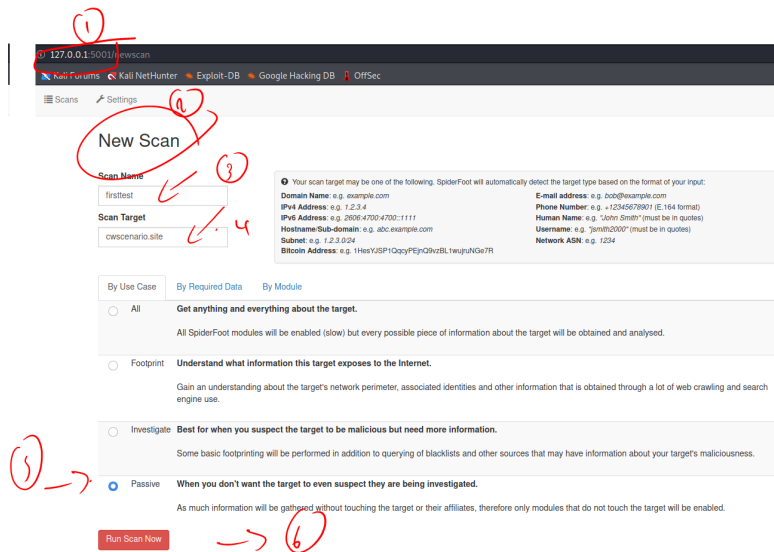 1
127.0.0.1:5001/newscan
Kali Forums Kali NetHunter Exploit-DB Google Hacking DB OffSec
Scans Settings
2
New Scan
3
Scan Name
firsttest
Scan Target
4
cwscenario.site
Your scan target may be one of the following. SpiderFoot will automatically detect the target type based on the format of your input:
Domain Name: e.g. example.com
IPv4 Address: e.g. 1.2.3.4
IPv6 Address: e.g. 2606:4700:4700::1111
Hostname/Sub-domain: e.g. abc.example.com
Subnet: e.g. 1.2.3.0/24
Bitcoin Address: e.g. 1HesYJSP1QqcyPEjnQ9vzBL1wujruNGe7R
E-mail address: e.g. bob@example.com
Phone Number: e.g. +12345678901 (E.164 format)
Human Name: e.g. "John Smith" (must be in quotes)
Username: e.g. "jsmith2000" (must be in quotes)
Network ASN: e.g. 1234
By Use Case By Required Data By Module
All Get anything and everything about the target.
All SpiderFoot modules will be enabled (slow) but every possible piece of information about the target will be obtained and analysed.
Footprint Understand what information this target exposes to the Internet.
Gain an understanding about the target's network perimeter, associated identities and other information that is obtained through a lot of web crawling and search
engine use.
Investigate Best for when you suspect the target to be malicious but need more information.
Some basic footprinting will be performed in addition to querying of blacklists and other sources that may have information about your target's maliciousness.
5
Passive When you don't want the target to even suspect they are being investigated.
As much information will be gathered without touching the target or their affiliates, therefore only modules that do not touch the target will be enabled.
Run Scan Now
6